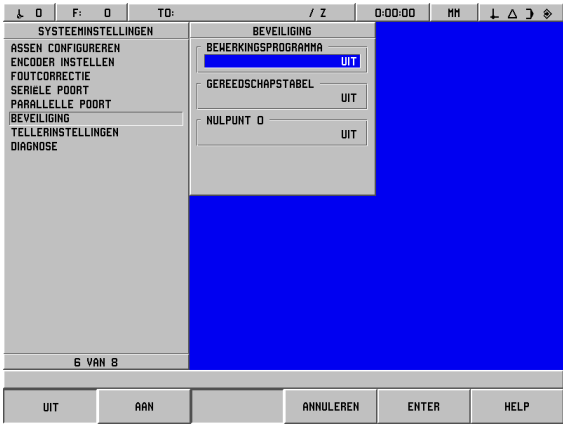 0 F: 0 T0: / Z 0:00:00 MM
SYSTEEMINSTELLINGEN
ASSEN CONFIGUREREN
ENCODER INSTELLEN
FOUTCORRECTIE
SERIËLE POORT
PARALLELLE POORT
BEVEILIGING
TELLERINSTELLINGEN
DIAGNOSE
6 VAN 8
BEVEILIGING
BEWERKINGSPROGRAMMA
UIT
GEREEDSCHAPSTABEL
UIT
NULPUNT 0
UIT
UIT AAN ANNULEREN ENTER HELP